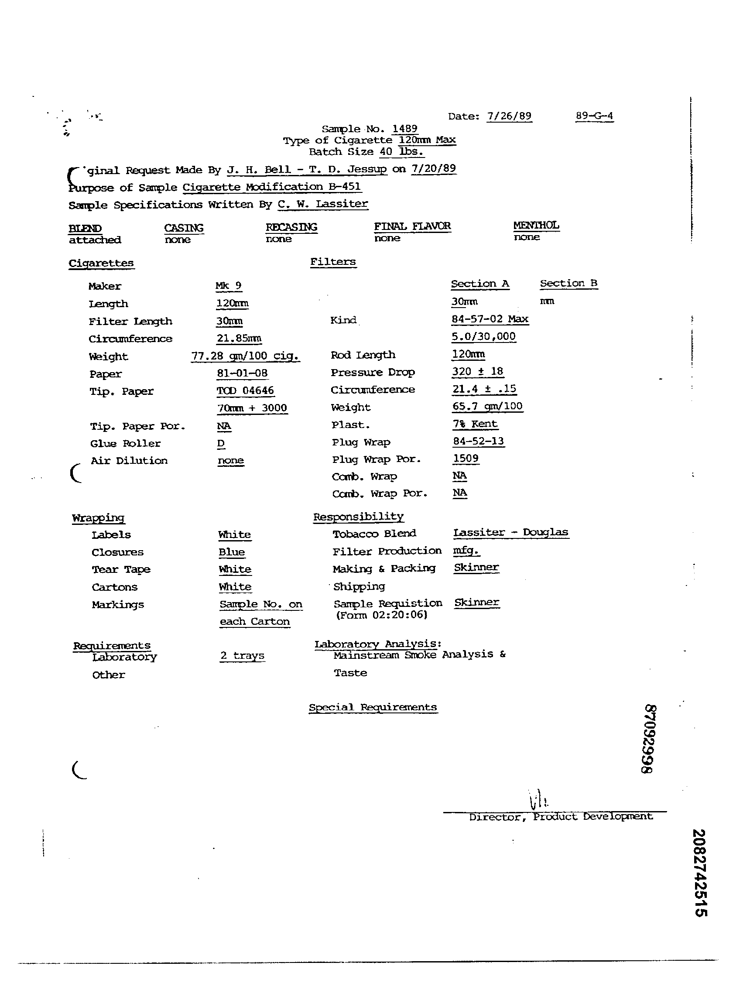 Date: 7/26/89 89-G-4
Sample No. 1489
Type of Cigarette 120mm Max
Batch Size 40 lbs.
ginal Request Made By J. H. Bell - T. D. Jessup on 7/20/89
Purpose of Sample Cigarette Modification B-451
Sample Specifications Written By C. W. Lassiter
BLEND CASING RECASING FINAL FLAVOR MENTHOL
attached none none none none
Cigarettes Filters
Maker Mk 9 Section A Section B
Length 120mm 30mm mm
Filter Length 30mm Kind 84-57-02 Max
Circumference 21.85mm 5.0/30,000
Weight 77.28 gm/100 cig. Rod Length 120mm
Paper 81-01-08 Pressure Drop 320 ± 18
Tip. Paper TOD 04646 Circumference 21.4 ± .15
70mm + 3000 Weight 65.7 gm/100
Tip. Paper Por. NA Plast. 7% Kent
Glue Roller D Plug Wrap 84-52-13
Air Dilution none Plug Wrap Por. 1509
Comb. Wrap NA
Comb. Wrap Por. NA
Wrapping Responsibility
Labels White Tobacco Blend Lassiter - Douglas
Closures Blue Filter Production mfg.
Tear Tape White Making & Packing Skinner
Cartons White Shipping
Markings Sample No. on Sample Requistion Skinner
each Carton (Form 02:20:06)
Requirements Laboratory Analysis:
Laboratory 2 trays Mainstream Smoke Analysis &
Other Taste
Special Requirements
87092998
Director, Product Development
2082742515